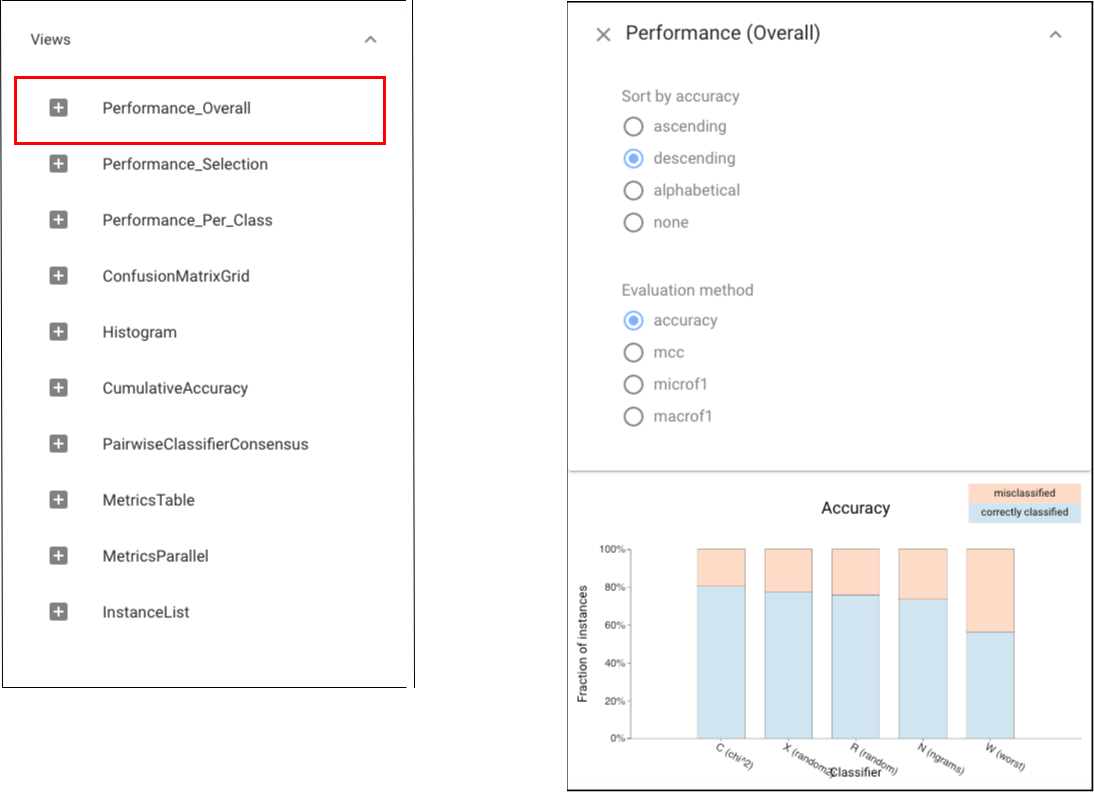 Views
Performance_Overall
Performance_Selection
Performance_Per_Class
ConfusionMatrixGrid
Histogram
CumulativeAccuracy
PairwiseClassifierConsensus
MetricsTable
MetricsParallel
InstanceList
Performance (Overall)
Sort by accuracy
ascending
descending
alphabetical
none
Evaluation method
accuracy
mcc
microf1
macrof1
misclassified
correctly classified
Accuracy
Fraction of instances
100%
80%
60%
40%
20%
0%
C (chi^2)
X (random2
R (random)
N (ngrams)
W (worst)
Classifier